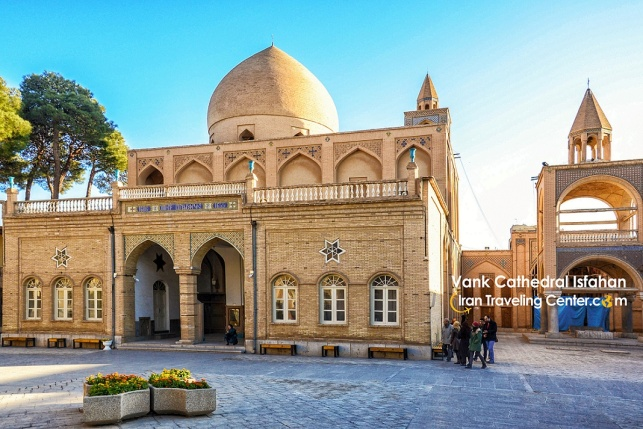 Vank Cathedral Isfahan
Iran Traveling Center.com